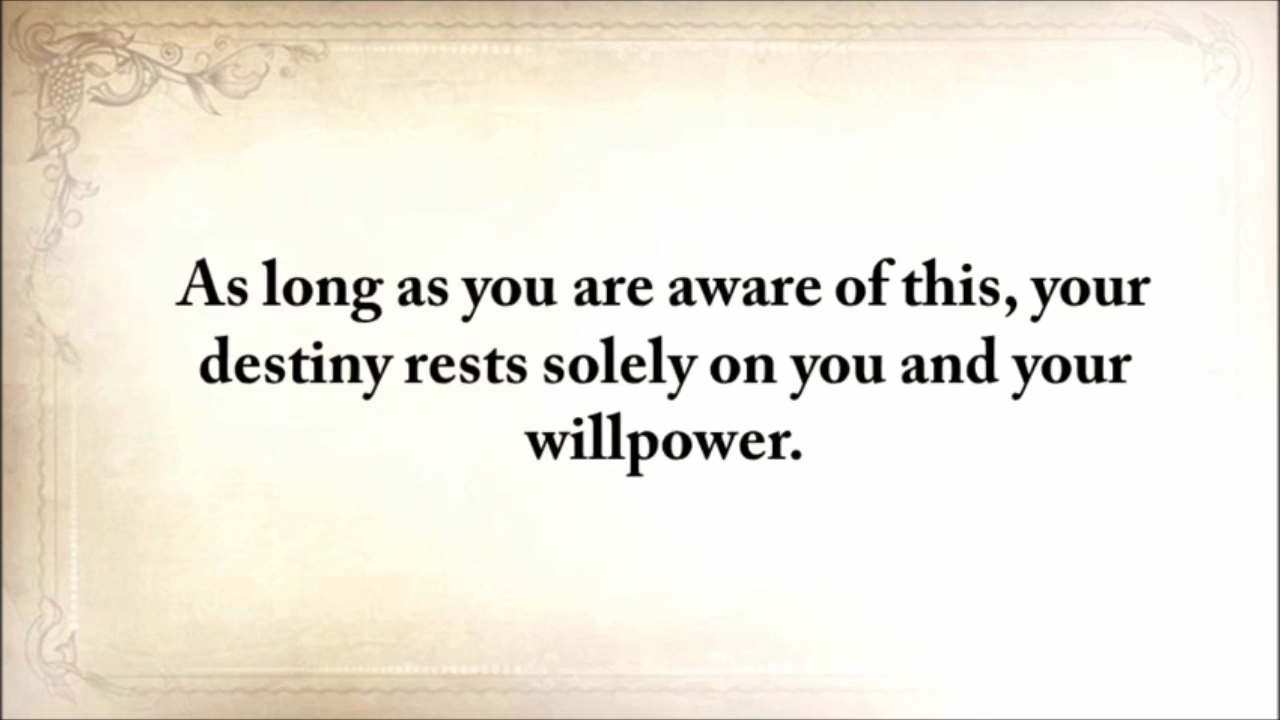 As long as you are aware of this, your
destiny rests solely on you and your
willpower.